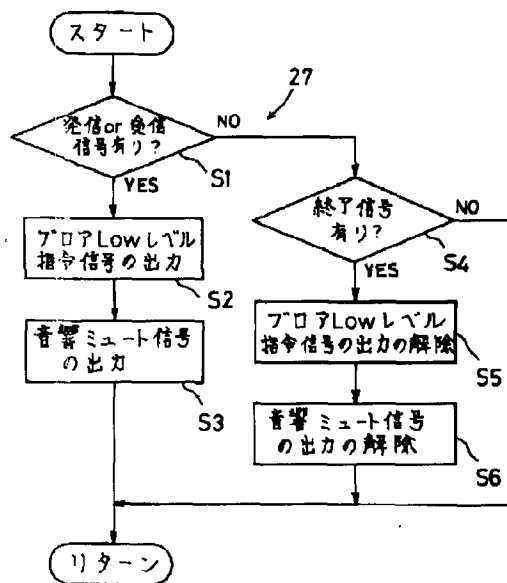 スタート
27
発信or受信
信号有り?
NO
S1
YES
ブロアLowレベル
指令信号の出力
S2
音響ミュート信号
の出力
S3
終了信号
有り?
NO
S4
YES
ブロアLowレベル
指令信号の出力の解除
S5
音響ミュート信号
の出力の解除
S6
リターン